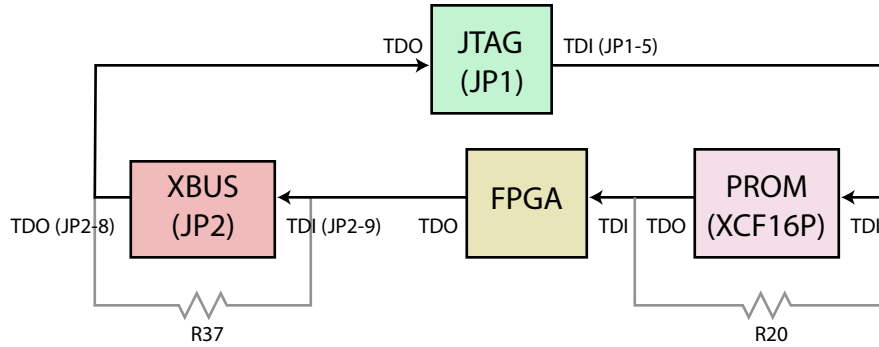 TDO
JTAG
(JP1)
TDI (JP1-5)
XBUS
(JP2)
FPGA
PROM
(XCF16P)
TDO (JP2-8)
TDI (JP2-9)
TDO
TDI
TDO
TDI
R37
R20